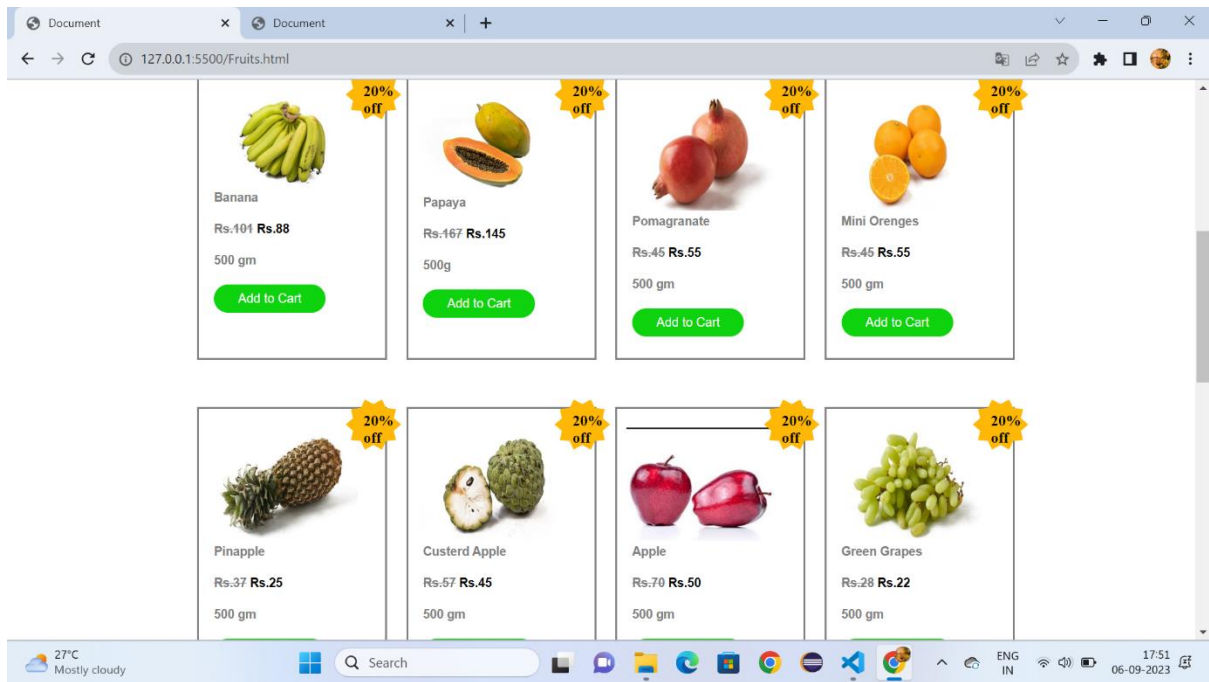 Document
Document
127.0.0.1:5500/Fruits.html
20%
off
20%
off
20%
off
20%
off
Banana
Rs.101 Rs.88
500 gm
Add to Cart
Papaya
Rs.167 Rs.145
500g
Add to Cart
Pomagranate
Rs.45 Rs.55
500 gm
Add to Cart
Mini Orenges
Rs.45 Rs.55
500 gm
Add to Cart
20%
off
20%
off
20%
off
20%
off
Pinapple
Rs.37 Rs.25
500 gm
Custerd Apple
Rs.57 Rs.45
500 gm
Apple
Rs.70 Rs.50
500 gm
Green Grapes
Rs.28 Rs.22
500 gm
27°C
Mostly cloudy
Search
ENG
IN
17:51
06-09-2023